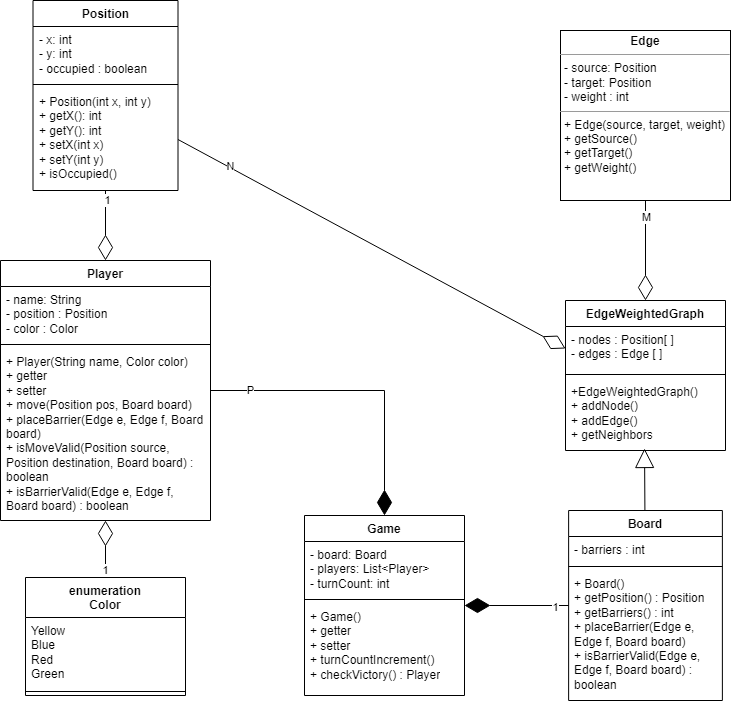 Position
- x: int
- y: int
- occupied : boolean
+ Position(int x, int y)
+ getX(): int
+ getY(): int
+ setX(int x)
+ setY(int y)
+ isOccupied()
1
N
Edge
- source: Position
- target: Position
- weight : int
+ Edge(source, target, weight)
+ getSource()
+ getTarget()
+ getWeight()
M
Player
- name: String
- position : Position
- color : Color
+ Player(String name, Color color)
+ getter
+ setter
+ move(Position pos, Board board)
+ placeBarrier(Edge e, Edge f, Board
board)
+ isMoveValid(Position source,
Position destination, Board board) :
boolean
+ isBarrierValid(Edge e, Edge f,
Board board) : boolean
P
1
EdgeWeightedGraph
- nodes : Position[ ]
- edges : Edge [ ]
+EdgeWeightedGraph()
+ addNode()
+ addEdge()
+ getNeighbors
enumeration
Color
Yellow
Blue
Red
Green
Game
- board: Board
- players: List<Player>
- turnCount: int
+ Game()
+ getter
+ setter
+ turnCountIncrement()
+ checkVictory() : Player
1
Board
- barriers : int
+ Board()
+ getPosition() : Position
+ getBarriers() : int
+ placeBarrier(Edge e,
Edge f, Board board)
+ isBarrierValid(Edge e,
Edge f, Board board) :
boolean